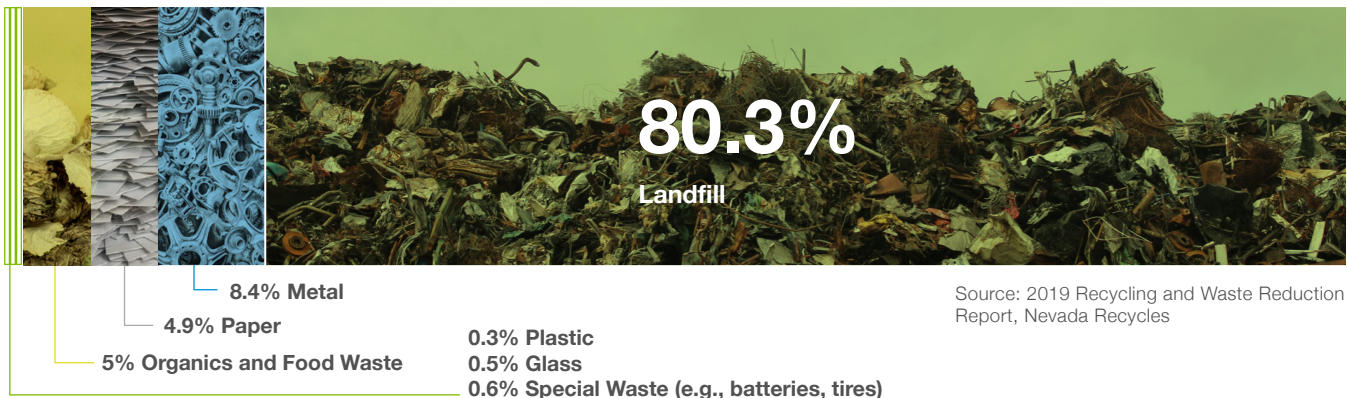 80.3%
Landfill
8.4% Metal
4.9% Paper
5% Organics and Food Waste
0.3% Plastic
0.5% Glass
0.6% Special Waste (e.g., batteries, tires)
Source: 2019 Recycling and Waste Reduction
Report, Nevada Recycles